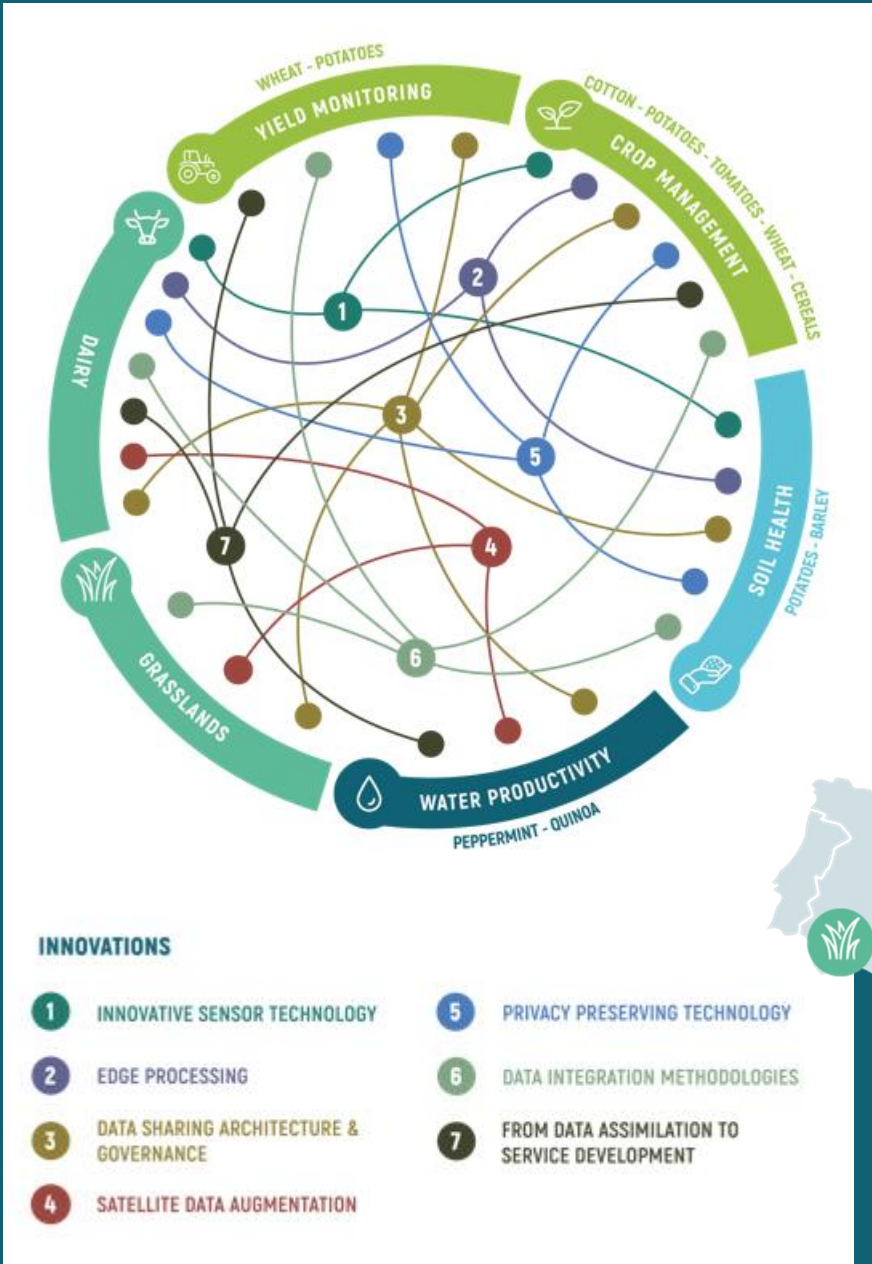 WHEAT - POTATOES
YIELD MONITORING
COTTON - POTATOES - TOMATOES - WHEAT - CEREALS
CROP MANAGEMENT
DAIRY
SOIL HEALTH
POTATOES - BARLEY
GRASSLANDS
WATER PRODUCTIVITY
PEPPERMINT - QUINOA
1
2
3
5
4
7
6
INNOVATIONS
1 INNOVATIVE SENSOR TECHNOLOGY
2 EDGE PROCESSING
3 DATA SHARING ARCHITECTURE &
GOVERNANCE
4 SATELLITE DATA AUGMENTATION
5 PRIVACY PRESERVING TECHNOLOGY
6 DATA INTEGRATION METHODOLOGIES
7 FROM DATA ASSIMILATION TO
SERVICE DEVELOPMENT